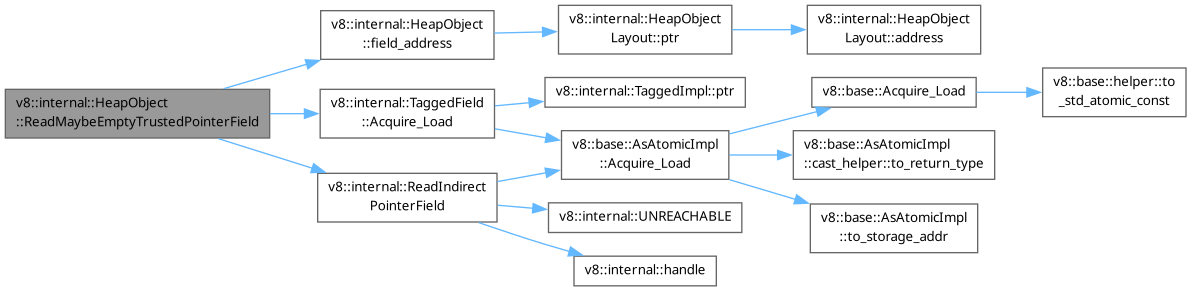 v8::internal::HeapObject
::ReadMaybeEmptyTrustedPointerField
v8::internal::HeapObject
::field_address
v8::internal::HeapObject
Layout::ptr
v8::internal::HeapObject
Layout::address
v8::internal::TaggedField
::Acquire_Load
v8::internal::TaggedImpl::ptr
v8::base::AsAtomicImpl
::Acquire_Load
v8::base::Acquire_Load
v8::base::helper::to
_std_atomic_const
v8::base::AsAtomicImpl
::cast_helper::to_return_type
v8::base::AsAtomicImpl
::to_storage_addr
v8::internal::ReadIndirect
PointerField
v8::internal::UNREACHABLE
v8::internal::handle